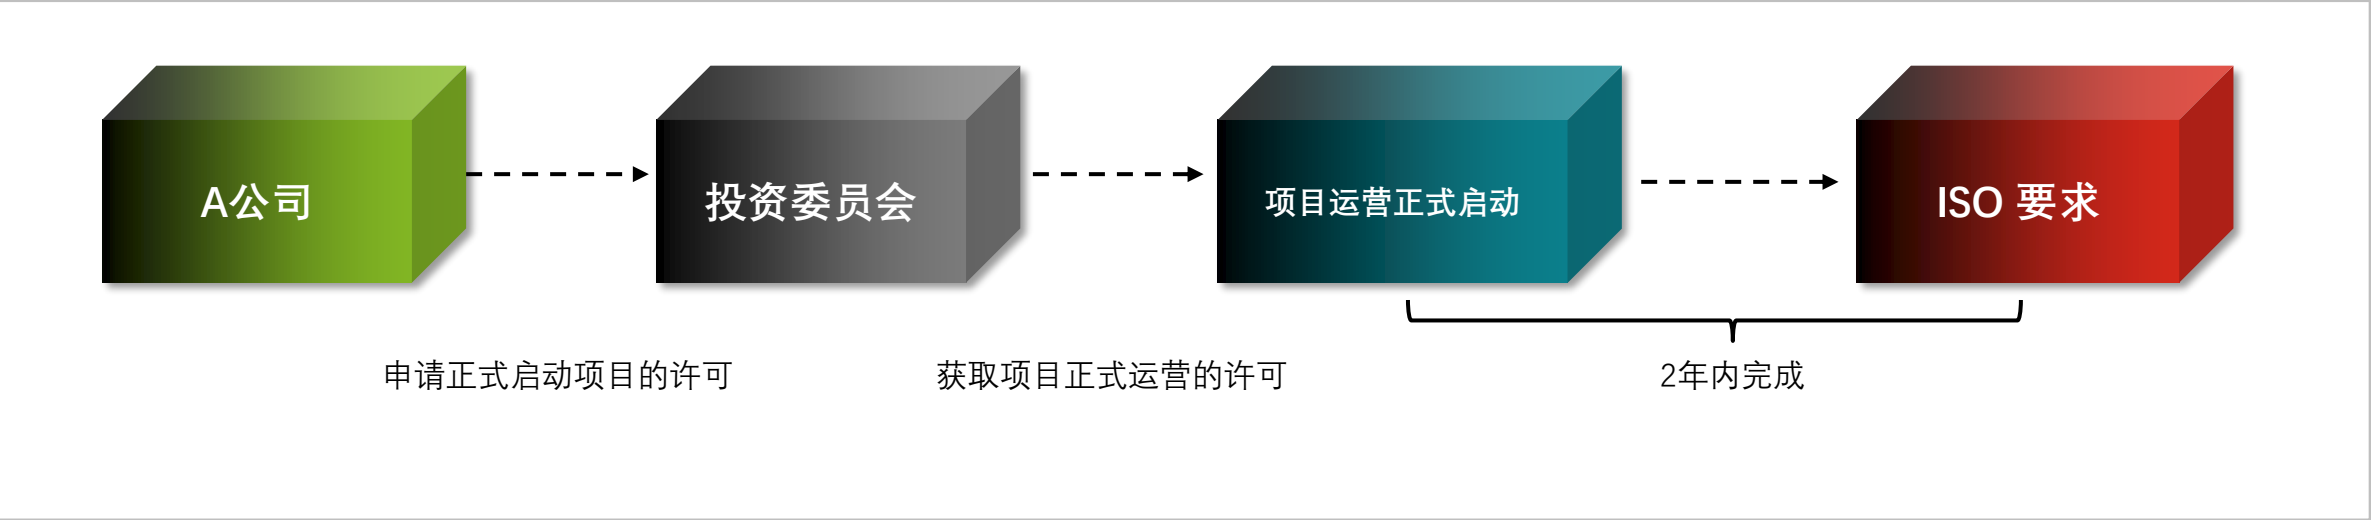 A公司
投资委员会
项目运营正式启动
ISO 要求
申请正式启动项目的许可
获取项目正式运营的许可
2年内完成